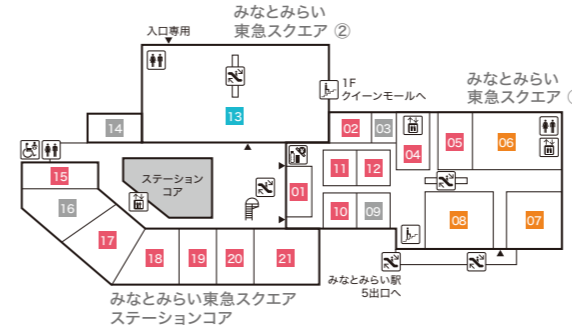 みなとみらい
東急スクエア ②
入口専用
みなとみらい
東急スクエア
1F
クイーンモールへ
13
14
02
03
04
05
06
15
ステーション
コア
01
11
12
16
10
09
08
07
17
18
19
20
21
みなとみらい駅
5出口へ
みなとみらい東急スクエア
ステーションコア